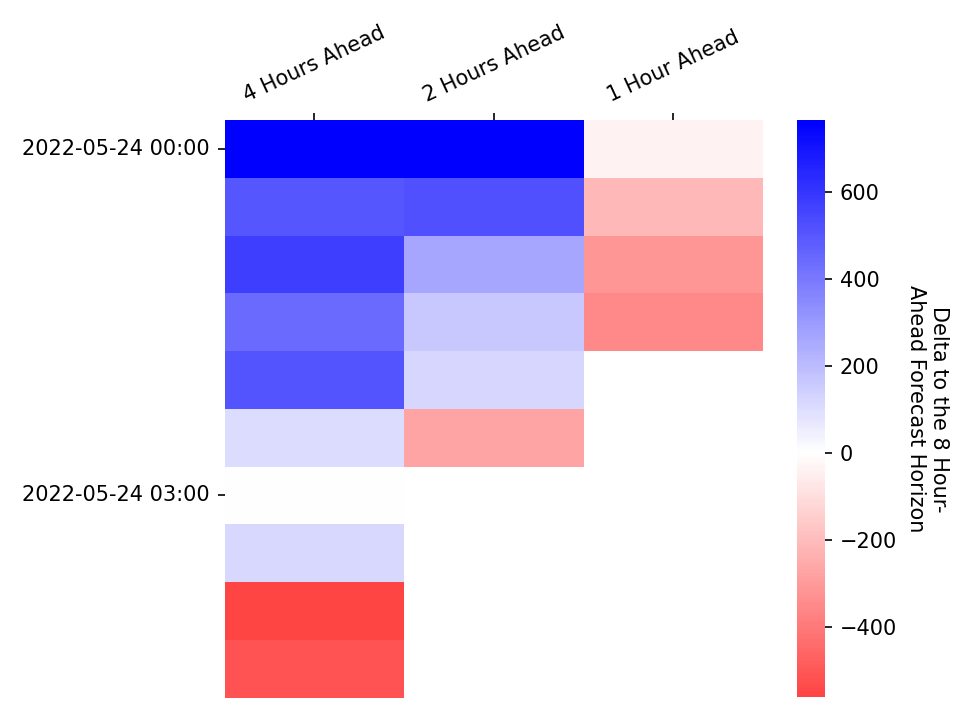 4 Hours Ahead
2 Hours Ahead
1 Hour Ahead
2022-05-24 00:00
2022-05-24 03:00
600
400
200
0
−200
−400
Delta to the 8 Hour-
Ahead Forecast Horizon